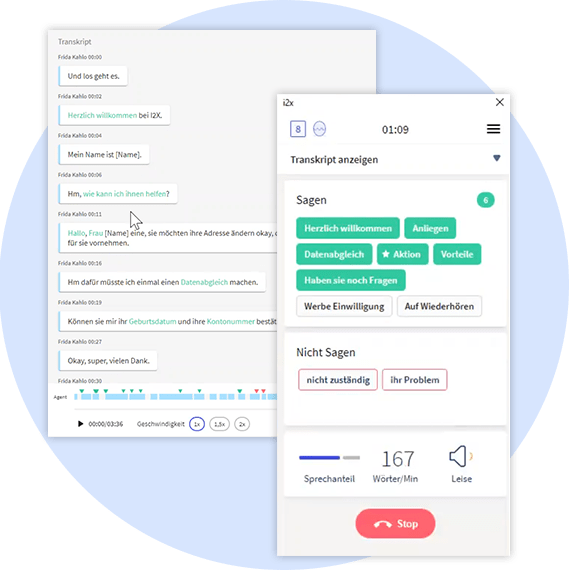 Transkript
Frida Kahlo 00:00
Und los geht es.
Frida Kahlo 00:02
Herzlich willkommen bei I2X.
Frida Kahlo 00:04
Mein Name ist [Name].
Frida Kahlo 00:06
Hm, wie kann ich ihnen helfen?
Frida Kahlo 00:11
Hallo, Frau [Name] eine, sie möchten ihre Adresse ändern okay,
für sie vornehmen.
Frida Kahlo 00:16
Hm dafür müsste ich einmal einen Datenabgleich machen.
Frida Kahlo 00:19
Können sie mir ihr Geburtsdatum und ihre Kontonummer bestät
Frida Kahlo 00:27
Okay, super, vielen Dank.
Frida Kahlo 00:30
Agent
00:00/03:36 Geschwindigkeit 1x 1,5x 2x
i2x
8 01:09
Transkript anzeigen
Sagen 6
Herzlich willkommen Anliegen
Datenabgleich Aktion Vorteile
Haben sie noch Fragen
Werbe Einwilligung Auf Wiederhören
Nicht Sagen
nicht zuständig ihr Problem
167
Sprechanteil Wörter/Min Leise
Stop